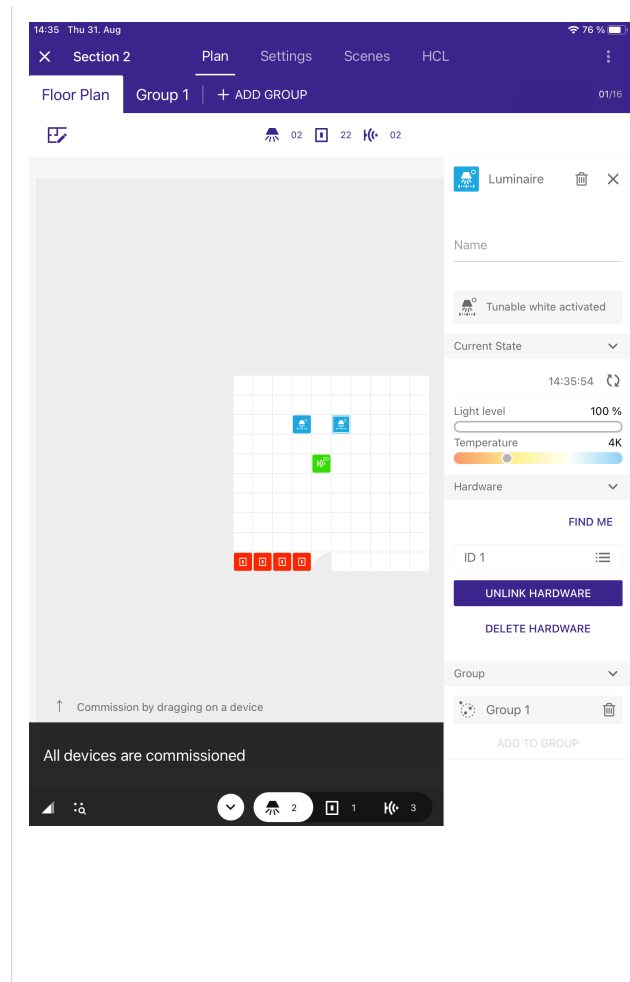 14:35 Thu 31. Aug
76 %
Section 2
Plan
Settings
Scenes
HCL
Floor Plan
Group 1
+ ADD GROUP
01/16
02
22
02
Luminaire
Name
Tunable white activated
Current State
14:35:54
Light level 100 %
Temperature 4K
Hardware
FIND ME
ID 1
UNLINK HARDWARE
DELETE HARDWARE
Group
Group 1
ADD TO GROUP
20
↑ Commission by dragging on a device
All devices are commissioned
2
1
3